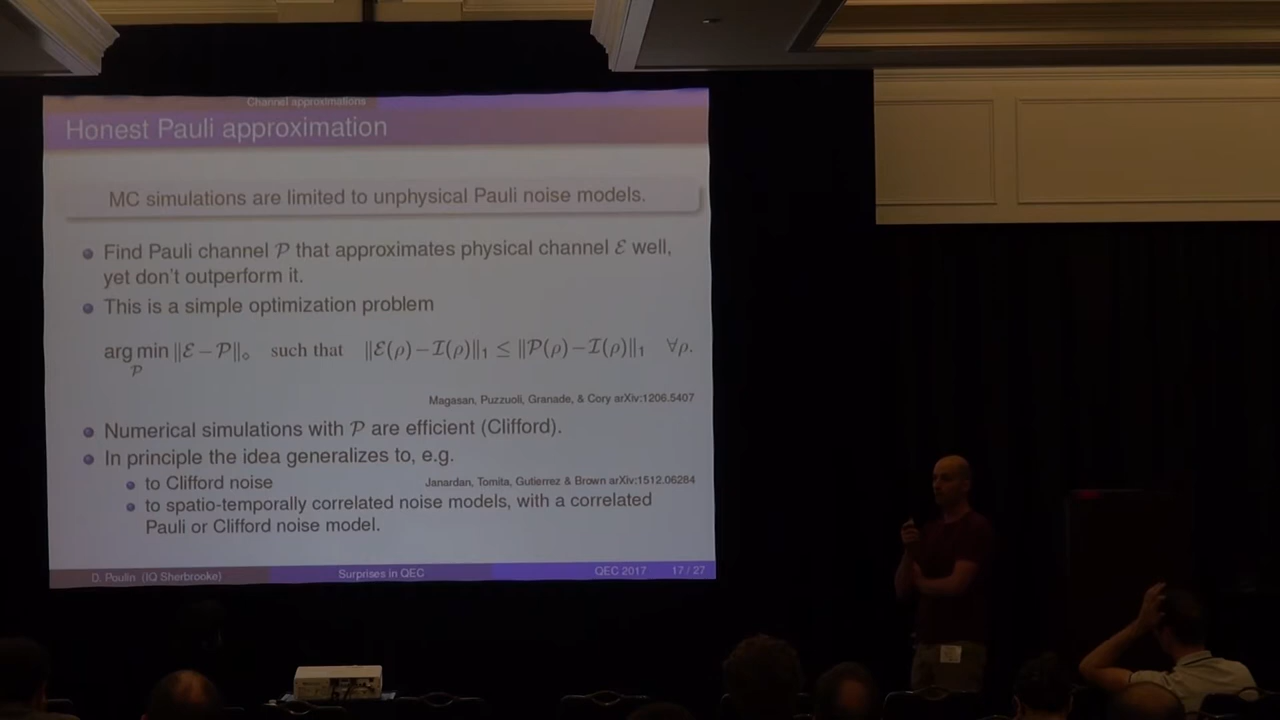 Channel approximations
Honest Pauli approximation
MC simulations are limited to unphysical Pauli noise models.
Find Pauli channel 𝒫 that approximates physical channel ℰ well,
yet don't outperform it.
This is a simple optimization problem
arg min ‖ℰ − 𝒫‖⋄ such that ‖ℰ(ρ) − ℐ(ρ)‖₁ ≤ ‖𝒫(ρ) − ℐ(ρ)‖₁ ∀ρ.
𝒫
Magasan, Puzzuoli, Granade, & Cory arXiv:1206.5407
Numerical simulations with 𝒫 are efficient (Clifford).
In principle the idea generalizes to, e.g.
to Clifford noise
Janardan, Tomita, Gutierrez & Brown arXiv:1512.06284
to spatio-temporally correlated noise models, with a correlated
Pauli or Clifford noise model.
D. Poulin (IQ Sherbrooke) Surprises in QEC QEC 2017 17 / 27